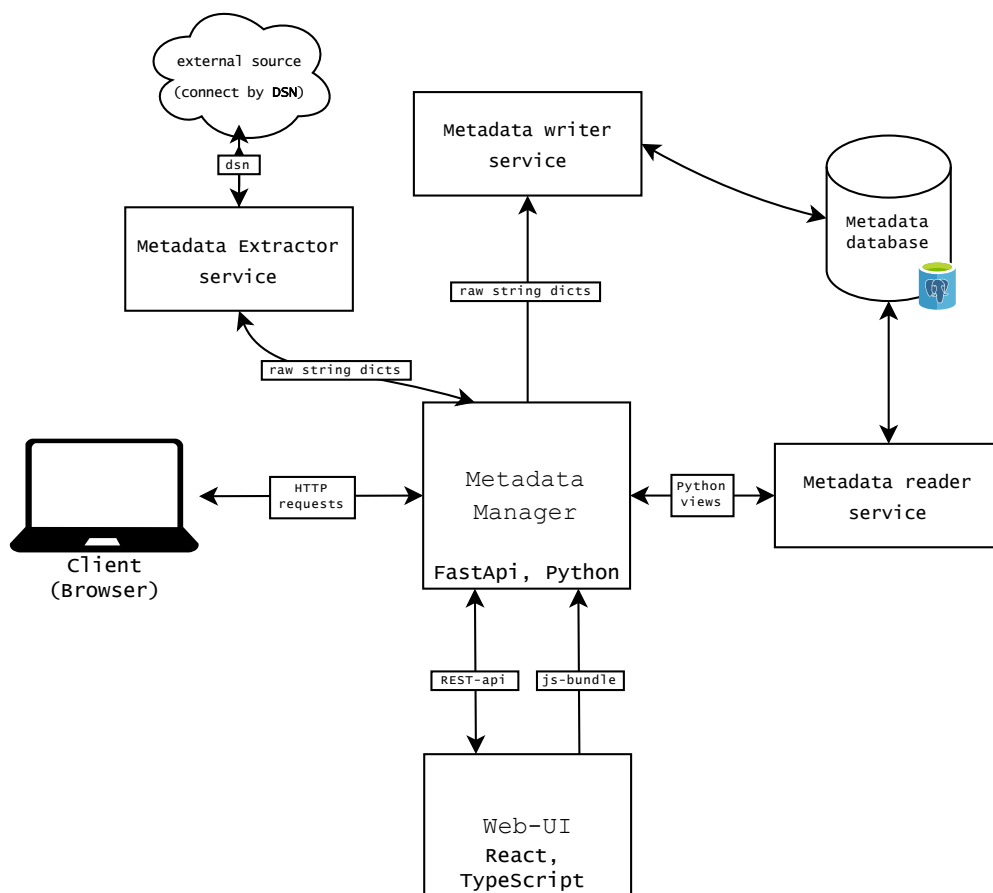 external source
(connect by DSN)
dsn
Metadata writer
service
Metadata
database
Metadata Extractor
service
raw string dicts
raw string dicts
Metadata
Manager
FastApi, Python
HTTP
requests
Python
views
Metadata reader
service
Client
(Browser)
REST-api
js-bundle
Web-UI
React,
TypeScript